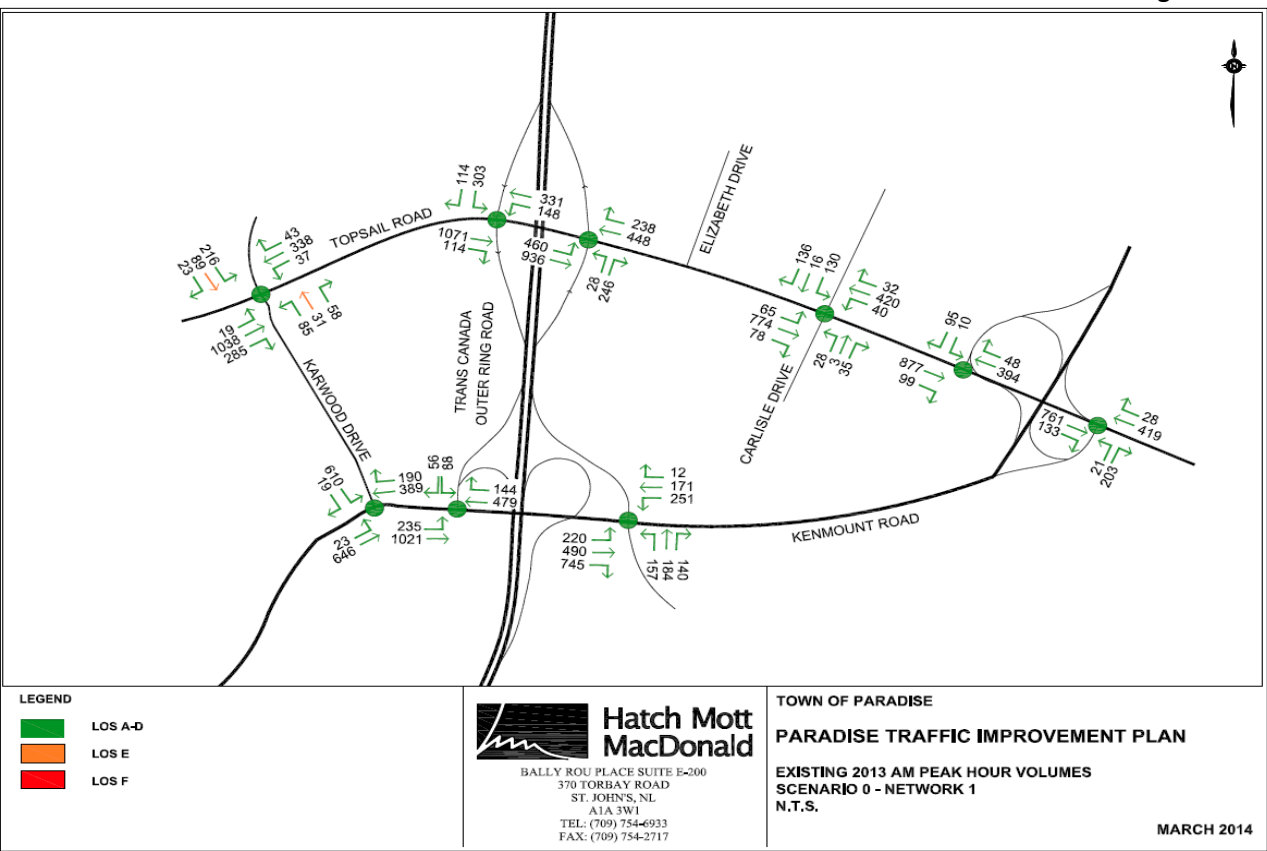 114
303
331
148
TOPSAIL ROAD
1071
114
460
936
238
448
28
246
ELIZABETH DRIVE
43
338
37
216
89
23
85
31
58
19
1038
285
136
16
130
32
420
40
65
774
78
28
3
35
CARLISLE DRIVE
95
10
48
394
877
99
761
133
28
419
21
203
TRANS CANADA
OUTER RING ROAD
KARWOOD DRIVE
610
19
190
389
23
646
56
88
144
479
235
1021
12
171
251
220
490
745
157
184
140
KENMOUNT ROAD
LEGEND
LOS A-D
LOS E
LOS F
Hatch Mott
MacDonald
BALLY ROU PLACE SUITE E-200
370 TORBAY ROAD
ST. JOHN'S, NL
A1A 3W1
TEL: (709) 754-6933
FAX: (709) 754-2717
TOWN OF PARADISE
PARADISE TRAFFIC IMPROVEMENT PLAN
EXISTING 2013 AM PEAK HOUR VOLUMES
SCENARIO 0 - NETWORK 1
N.T.S.
MARCH 2014